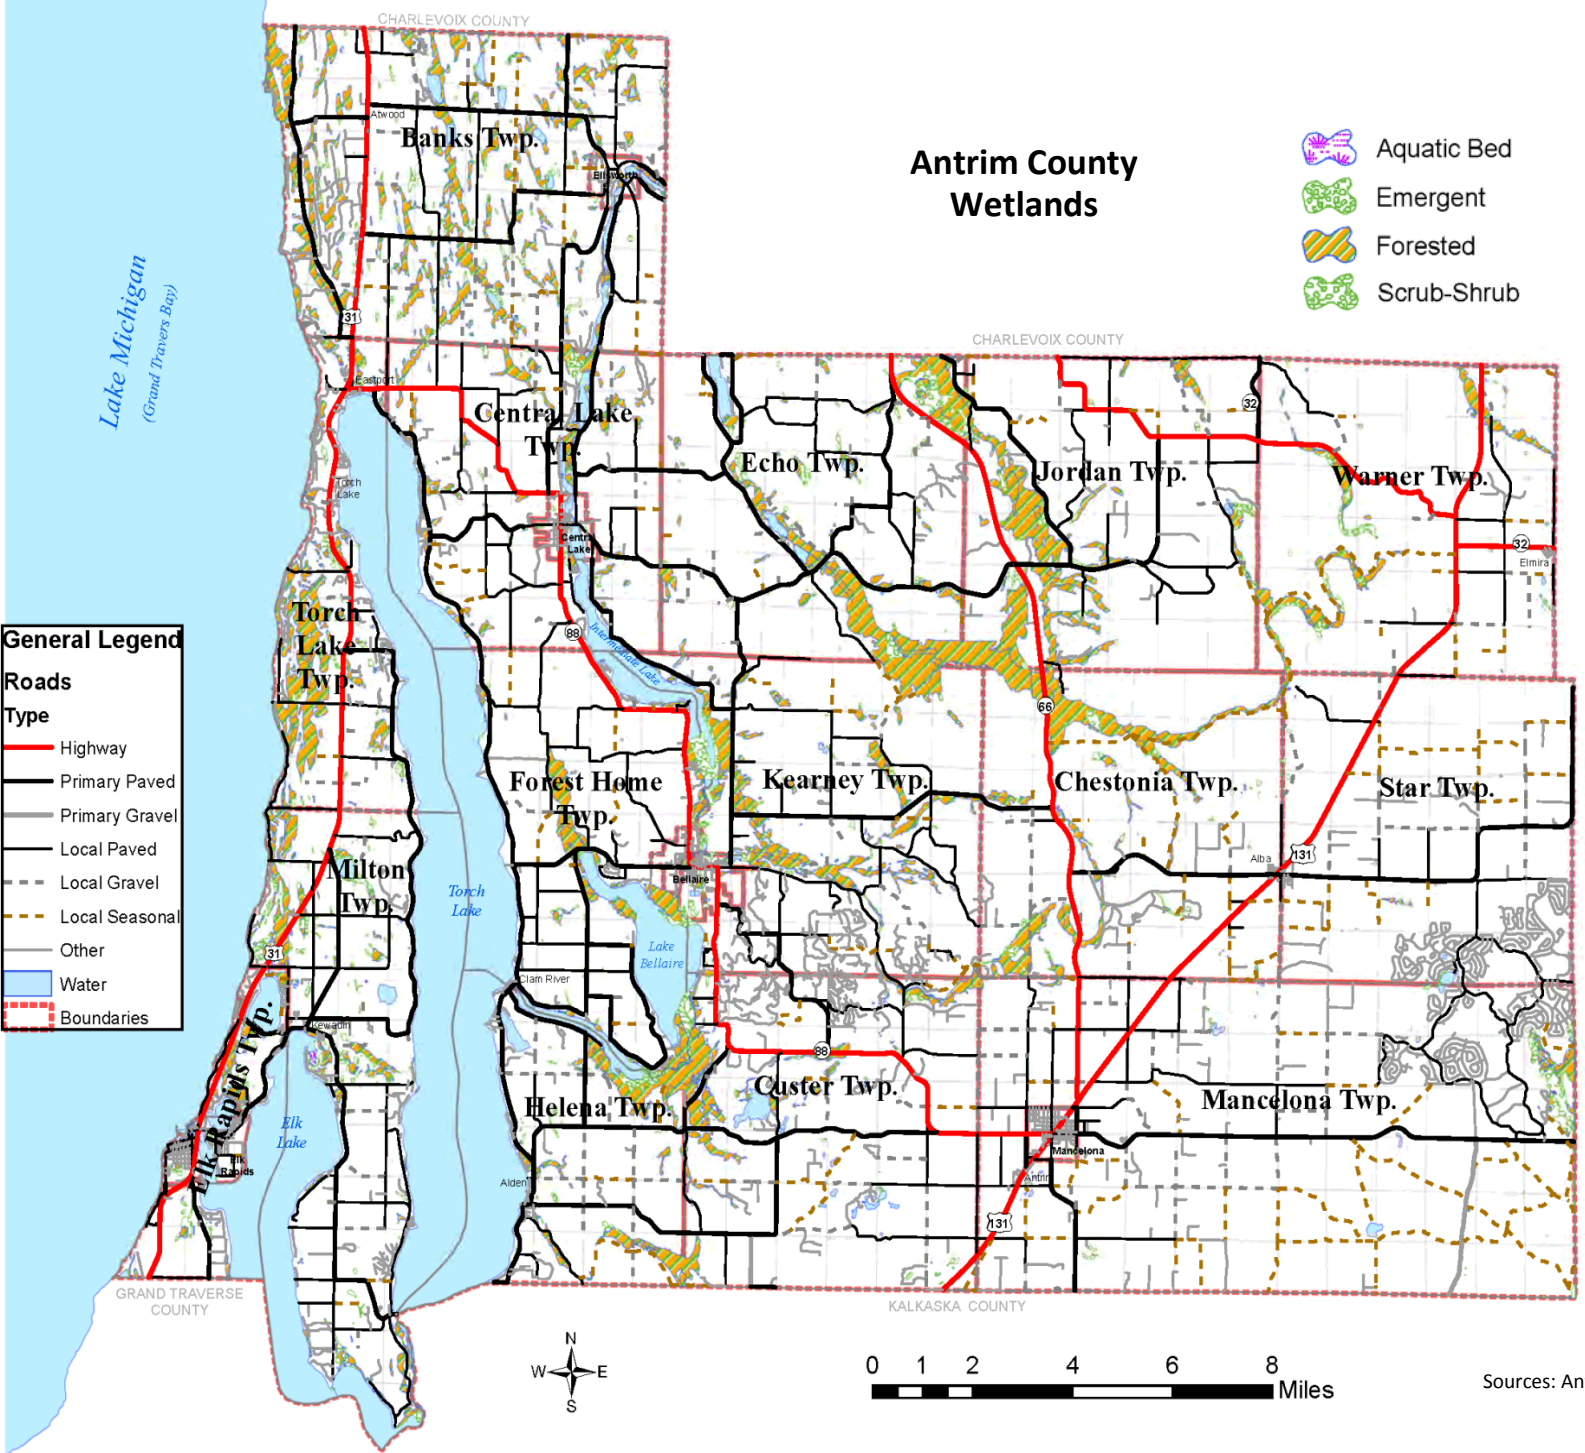 CHARLEVOIX COUNTY
Atwood
Banks Twp.
Ellsworth
Antrim County
Wetlands
Aquatic Bed
Emergent
Forested
Scrub-Shrub
Lake Michigan
(Grand Travers Bay)
31
CHARLEVOIX COUNTY
Eastport
Central Lake
Twp.
32
Echo Twp.
Jordan Twp.
Warner Twp.
Torch
Lake
Central
Lake
32
Elmira
Torch
Lake
Twp.
88
Intermediate Lake
General Legend
Roads
Type
Highway
Primary Paved
Primary Gravel
Local Paved
Local Gravel
Local Seasonal
Other
Water
Boundaries
66
Forest Home
Twp.
Kearney Twp.
Chestonia Twp.
Star Twp.
Alba
131
Milton
Twp.
Bellaire
Torch
Lake
Lake
Bellaire
31
Clam River
Kewadin
88
Elk Rapids Twp.
Elk
Lake
Helena Twp.
Custer Twp.
Mancelona Twp.
Elk
Rapids
Mancelona
Alden
Antrim
131
GRAND TRAVERSE
COUNTY
KALKASKA COUNTY
N
W E
S
0 1 2 4 6 8
Miles
Sources: An